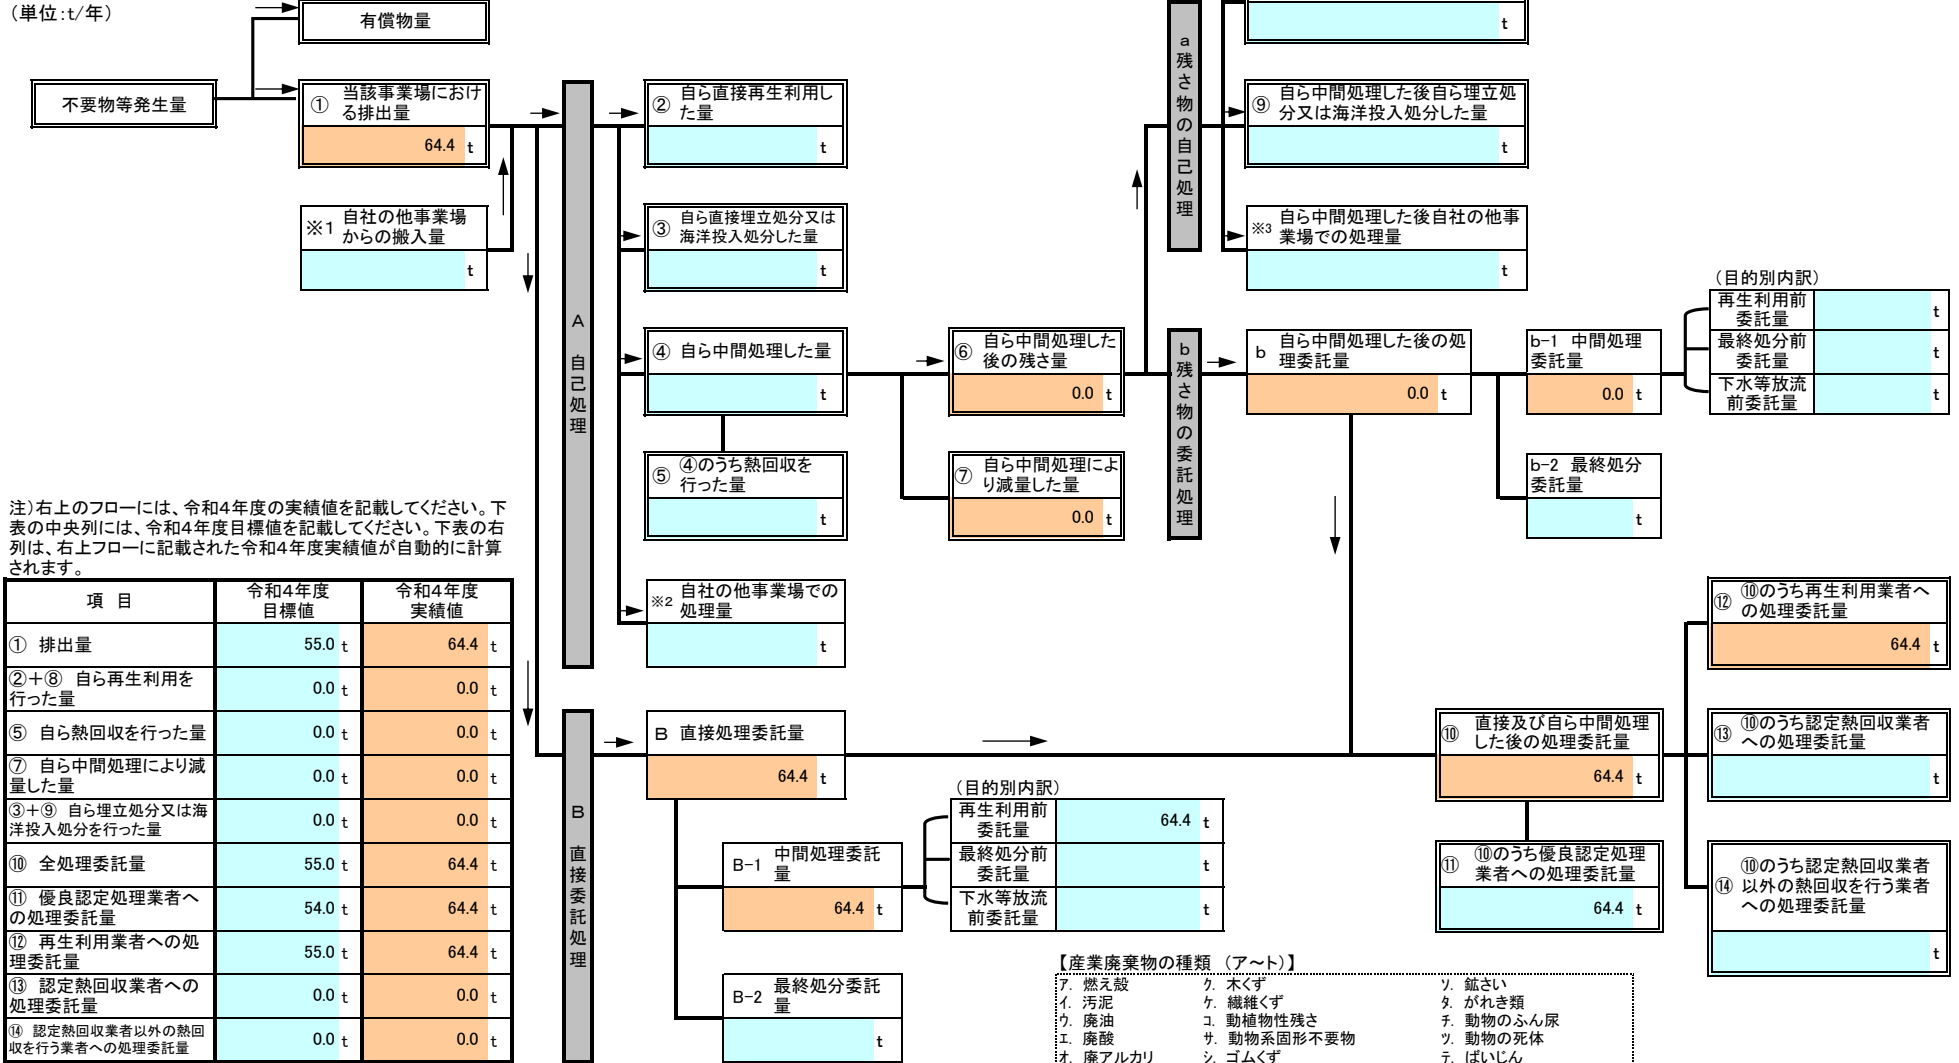 （単位：t/年）
有償物量
不要物等発生量
① 当該事業場におけ
る排出量
64.4 t
※1 自社の他事業場
からの搬入量
t
A 自己処理
② 自ら直接再生利用し
た量
t
③ 自ら直接埋立処分又は
海洋投入処分した量
t
④ 自ら中間処理した量
t
⑤ ④のうち熱回収を
行った量
t
※2 自社の他事業場での
処理量
t
⑥ 自ら中間処理した
後の残さ量
0.0 t
⑦ 自ら中間処理によ
り減量した量
0.0 t
a 残さ物の自己処理
t
⑨ 自ら中間処理した後自ら埋立処
分又は海洋投入処分した量
t
※3 自ら中間処理した後自社の他事
業場での処理量
t
b 残さ物の委託処理
b 自ら中間処理した後の処
理委託量
0.0 t
b-1 中間処理
委託量
0.0 t
b-2 最終処分
委託量
t
（目的別内訳）
再生利用前
委託量
t
最終処分前
委託量
t
下水等放流
前委託量
t
注）右上のフローには、令和４年度の実績値を記載してください。下
表の中央列には、令和４年度目標値を記載してください。下表の右
列は、右上フローに記載された令和４年度実績値が自動的に計算
されます。
項 目
令和４年度
目標値
令和４年度
実績値
① 排出量
55.0 t
64.4 t
②＋⑧ 自ら再生利用を
行った量
0.0 t
0.0 t
⑤ 自ら熱回収を行った量
0.0 t
0.0 t
⑦ 自ら中間処理により減
量した量
0.0 t
0.0 t
③＋⑨ 自ら埋立処分又は海
洋投入処分を行った量
0.0 t
0.0 t
⑩ 全処理委託量
55.0 t
64.4 t
⑪ 優良認定処理業者へ
の処理委託量
54.0 t
64.4 t
⑫ 再生利用業者への処
理委託量
55.0 t
64.4 t
⑬ 認定熱回収業者への
処理委託量
0.0 t
0.0 t
⑭ 認定熱回収業者以外の熱回
収を行う業者への処理委託量
0.0 t
0.0 t
B 直接委託処理
B 直接処理委託量
64.4 t
B-1 中間処理委託
量
64.4 t
B-2 最終処分委託
量
t
（目的別内訳）
再生利用前
委託量
64.4 t
最終処分前
委託量
t
下水等放流
前委託量
t
⑩ 直接及び自ら中間処理
した後の処理委託量
64.4 t
⑪ ⑩のうち優良認定処理
業者への処理委託量
64.4 t
⑫ ⑩のうち再生利用業者へ
の処理委託量
64.4 t
⑬ ⑩のうち認定熱回収業者
への処理委託量
t
⑭ ⑩のうち認定熱回収業者
以外の熱回収を行う業者
への処理委託量
t
【産業廃棄物の種類 （ア～ト）】
ｱ. 燃え殻 ｸ. 木くず ｿ. 鉱さい
ｲ. 汚泥 ｹ. 繊維くず ﾀ. がれき類
ｳ. 廃油 ｺ. 動植物性残さ ﾁ. 動物のふん尿
ｴ. 廃酸 ｻ. 動物系固形不要物 ﾂ. 動物の死体
ｵ. 廃アルカリ ｼ. ゴムくず ﾃ. ばいじん